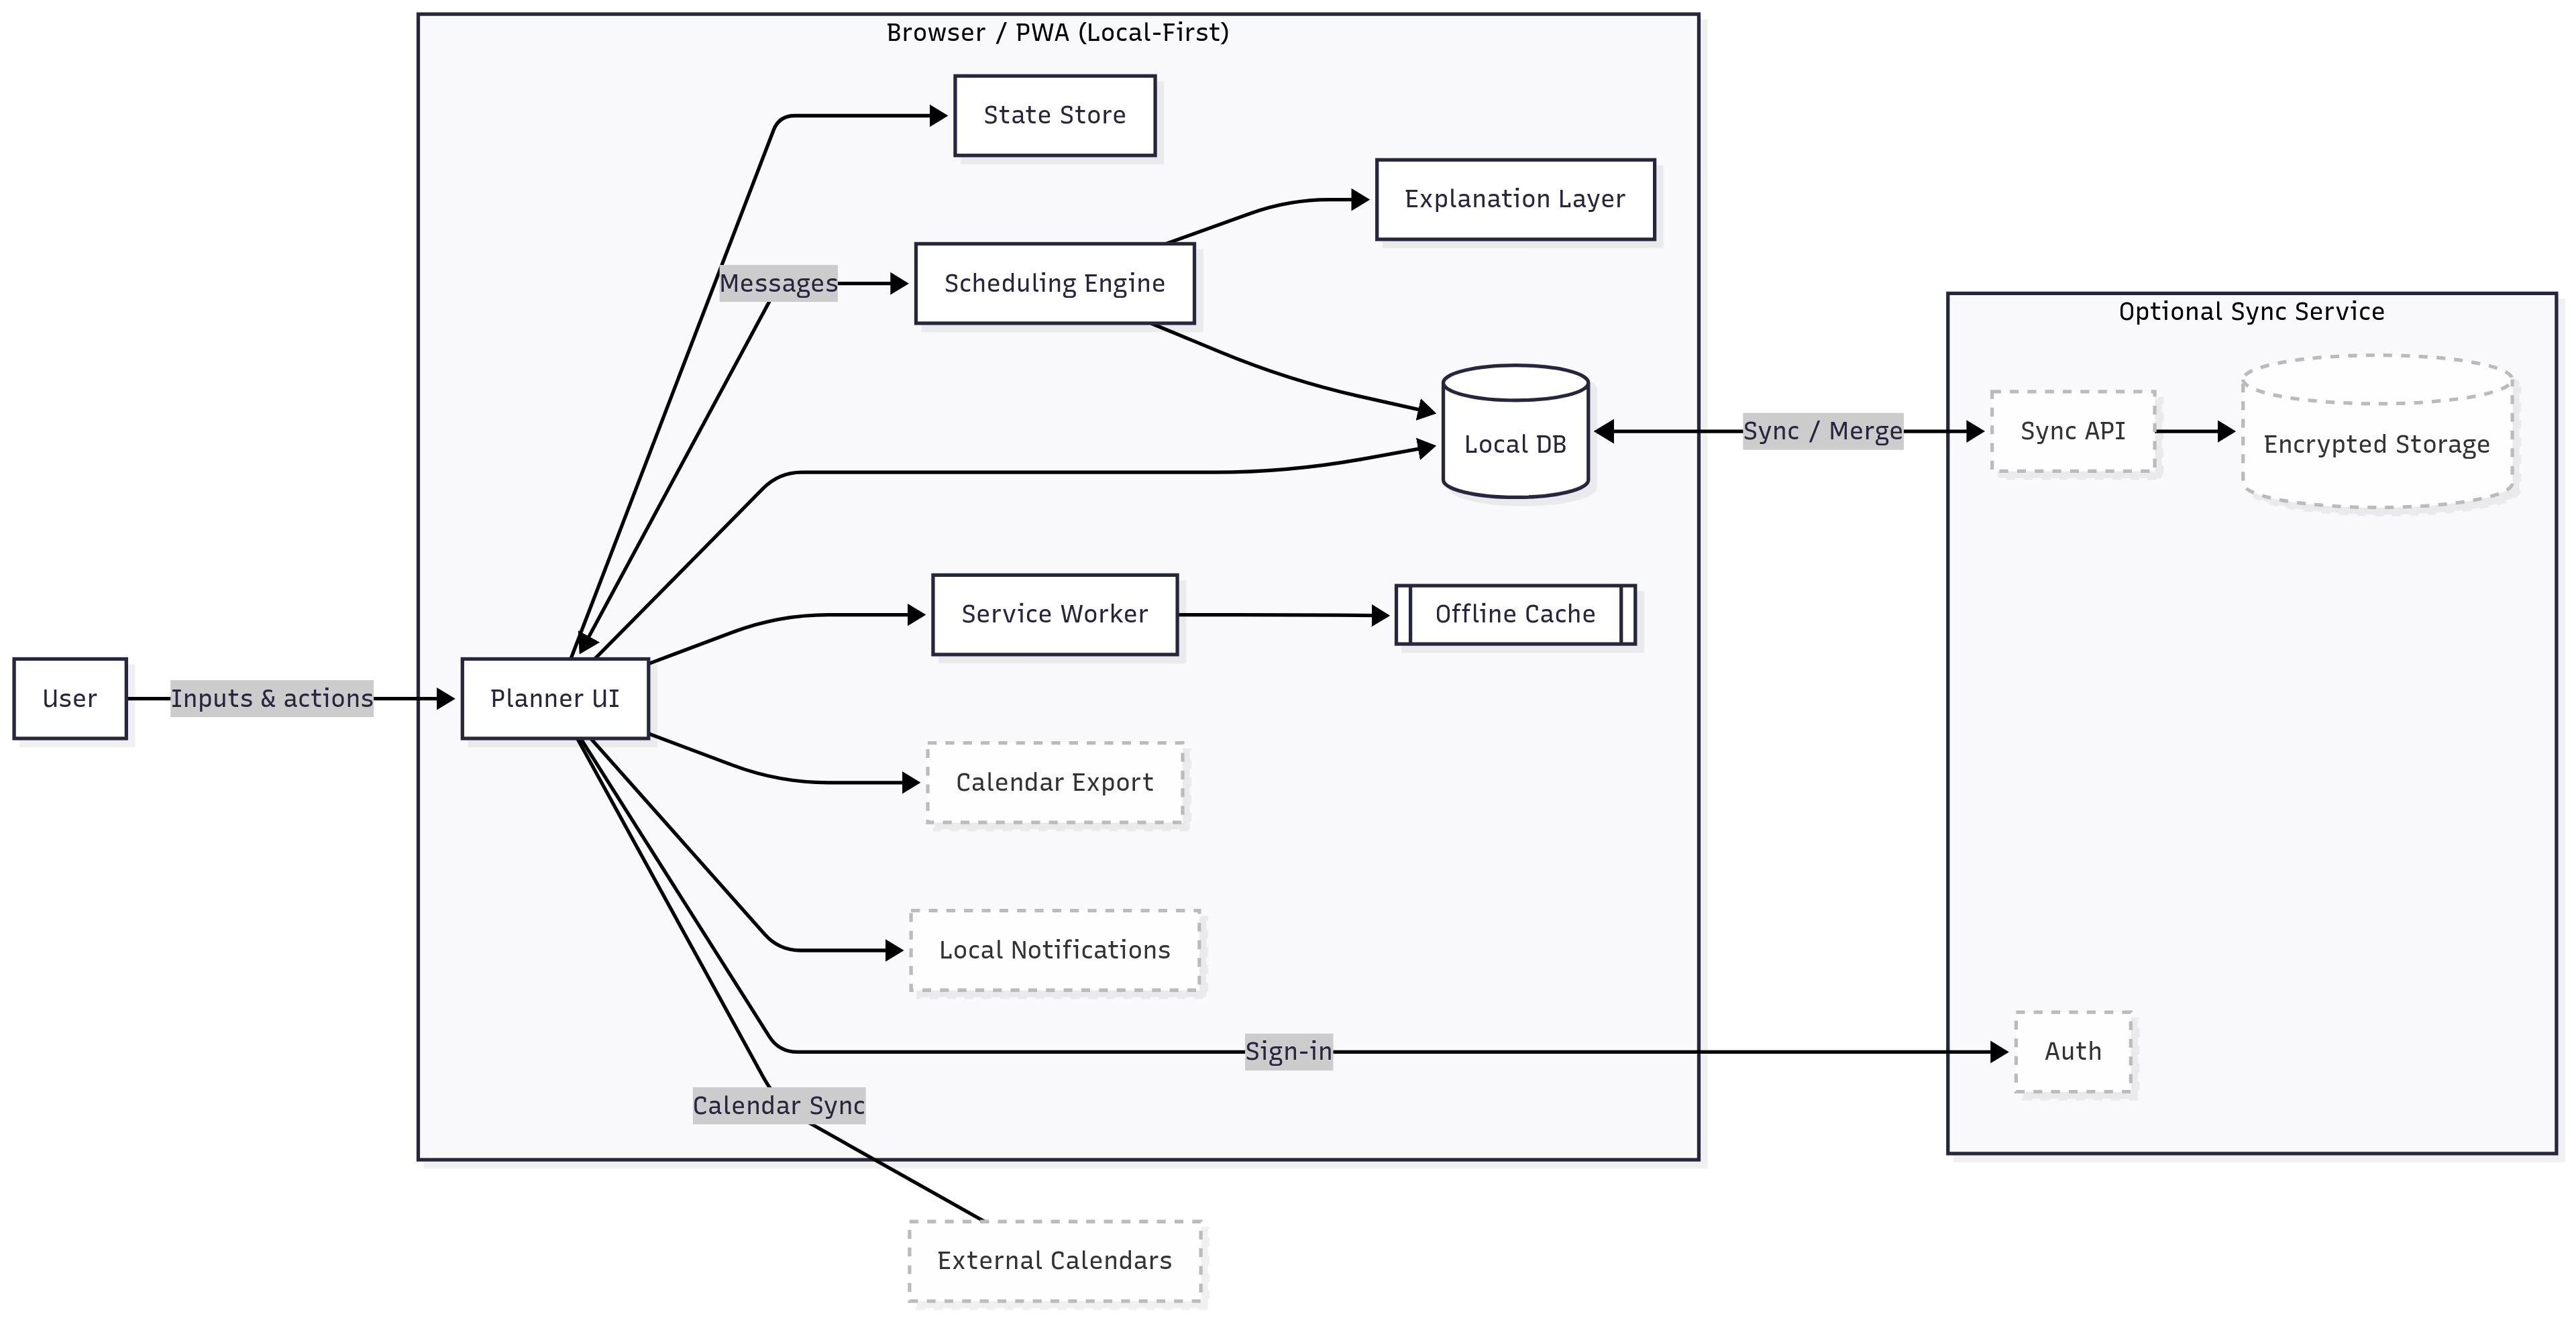 Browser / PWA (Local-First)
State Store
Explanation Layer
Messages
Scheduling Engine
Optional Sync Service
Local DB
Sync / Merge
Sync API
Encrypted Storage
Service Worker
Offline Cache
User
Inputs & actions
Planner UI
Calendar Export
Local Notifications
Sign-in
Auth
Calendar Sync
External Calendars